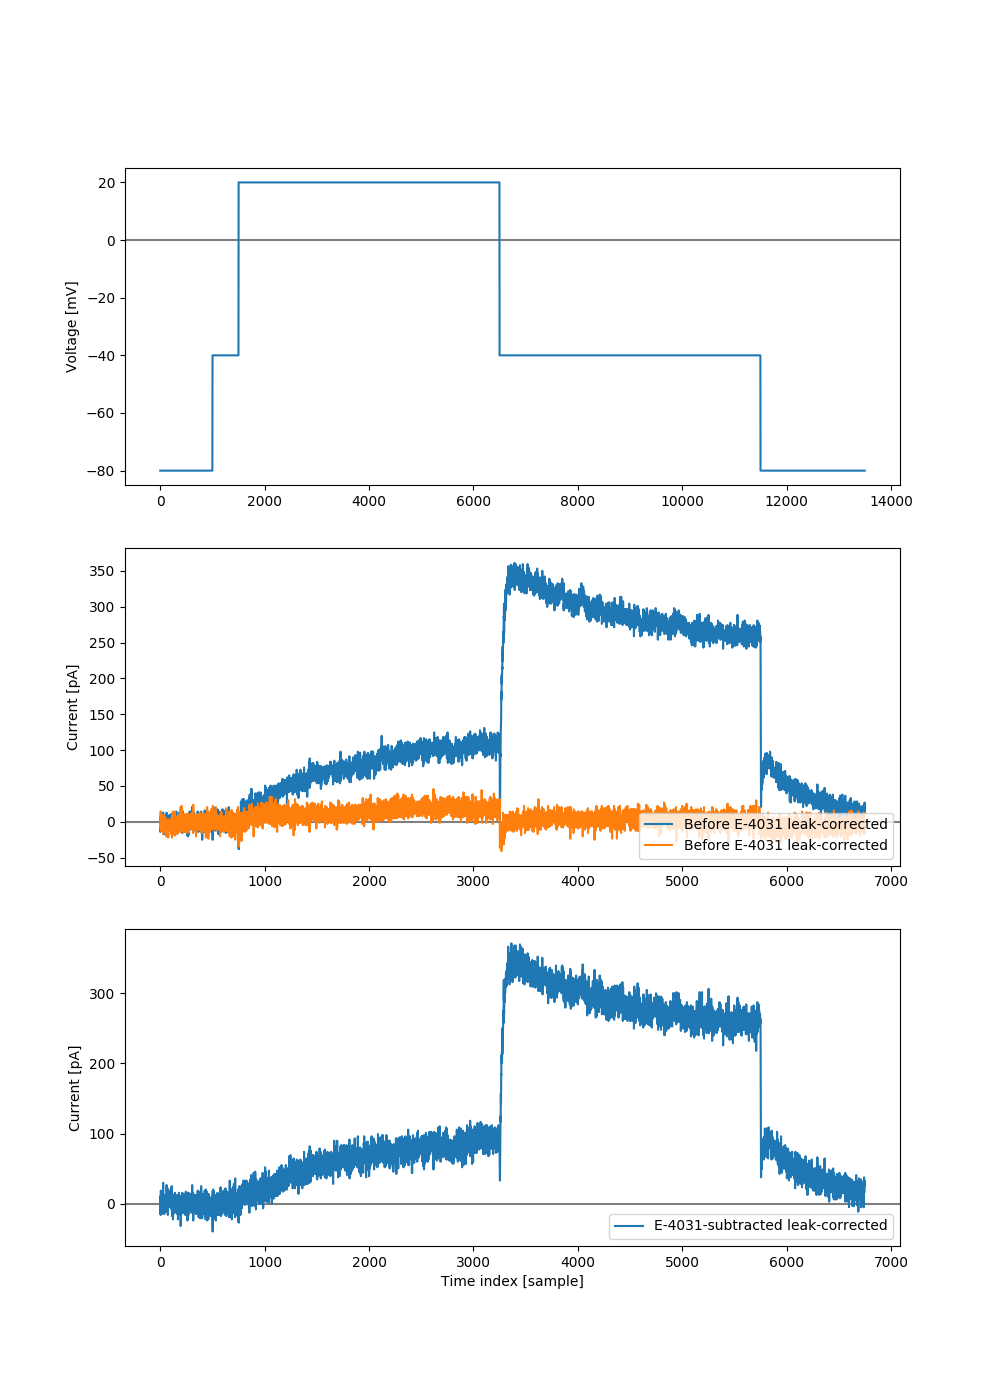 20
0
−20
−40
−60
−80
Voltage [mV]
0 2000 4000 6000 8000 10000 12000 14000
350
300
250
200
150
100
50
0
−50
Current [pA]
Before E-4031 leak-corrected
Before E-4031 leak-corrected
0 1000 2000 3000 4000 5000 6000 7000
300
200
100
0
Current [pA]
E-4031-subtracted leak-corrected
0 1000 2000 3000 4000 5000 6000 7000
Time index [sample]